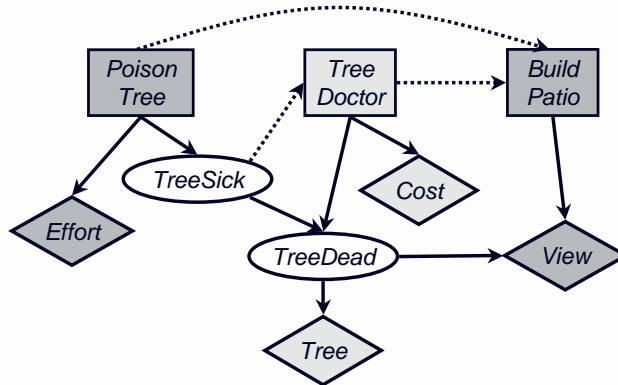 Poison
Tree
Tree
Doctor
Build
Patio
TreeSick
Cost
Effort
TreeDead
View
Tree